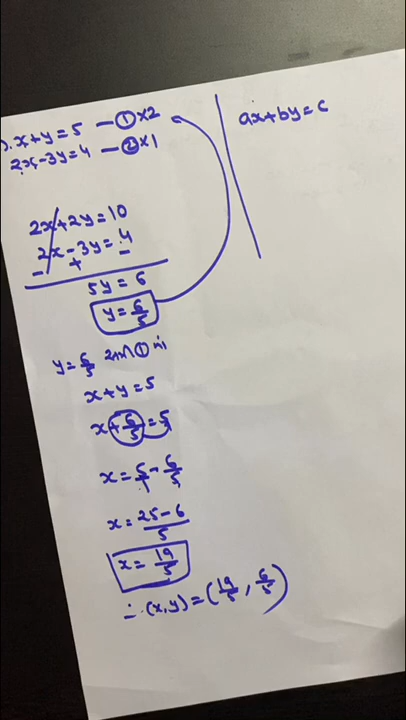 ). x+y=5 — ① ×2
2x-3y=4 — ② ×1
2x+2y=10
2x-3y=4
- + -
5y=6
y=6/5
y=6/5 ①
x+y=5
x+6/5=5
x=5/1-6/5
x=25-6/5
x=19/5
∴(x,y)=(19/5,6/5)
ax+by=c